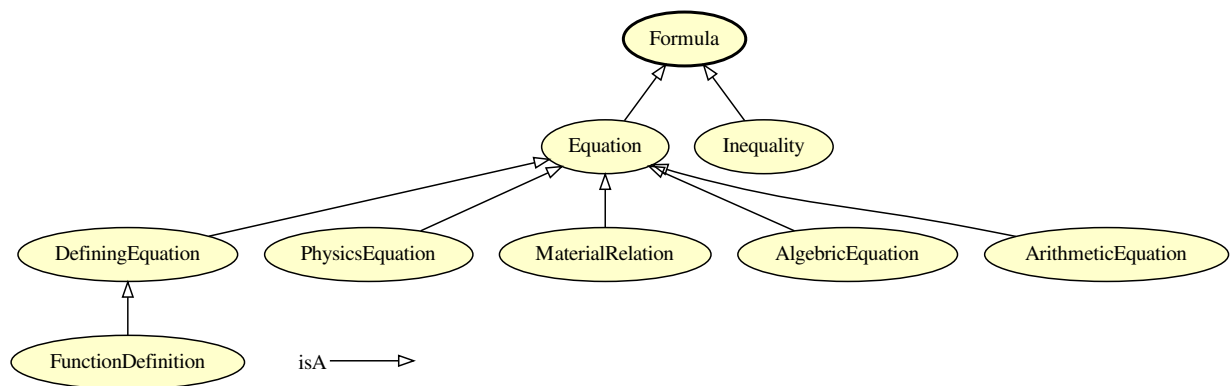 Formula
Equation
Inequality
DefiningEquation
PhysicsEquation
MaterialRelation
AlgebricEquation
ArithmeticEquation
FunctionDefinition
isA